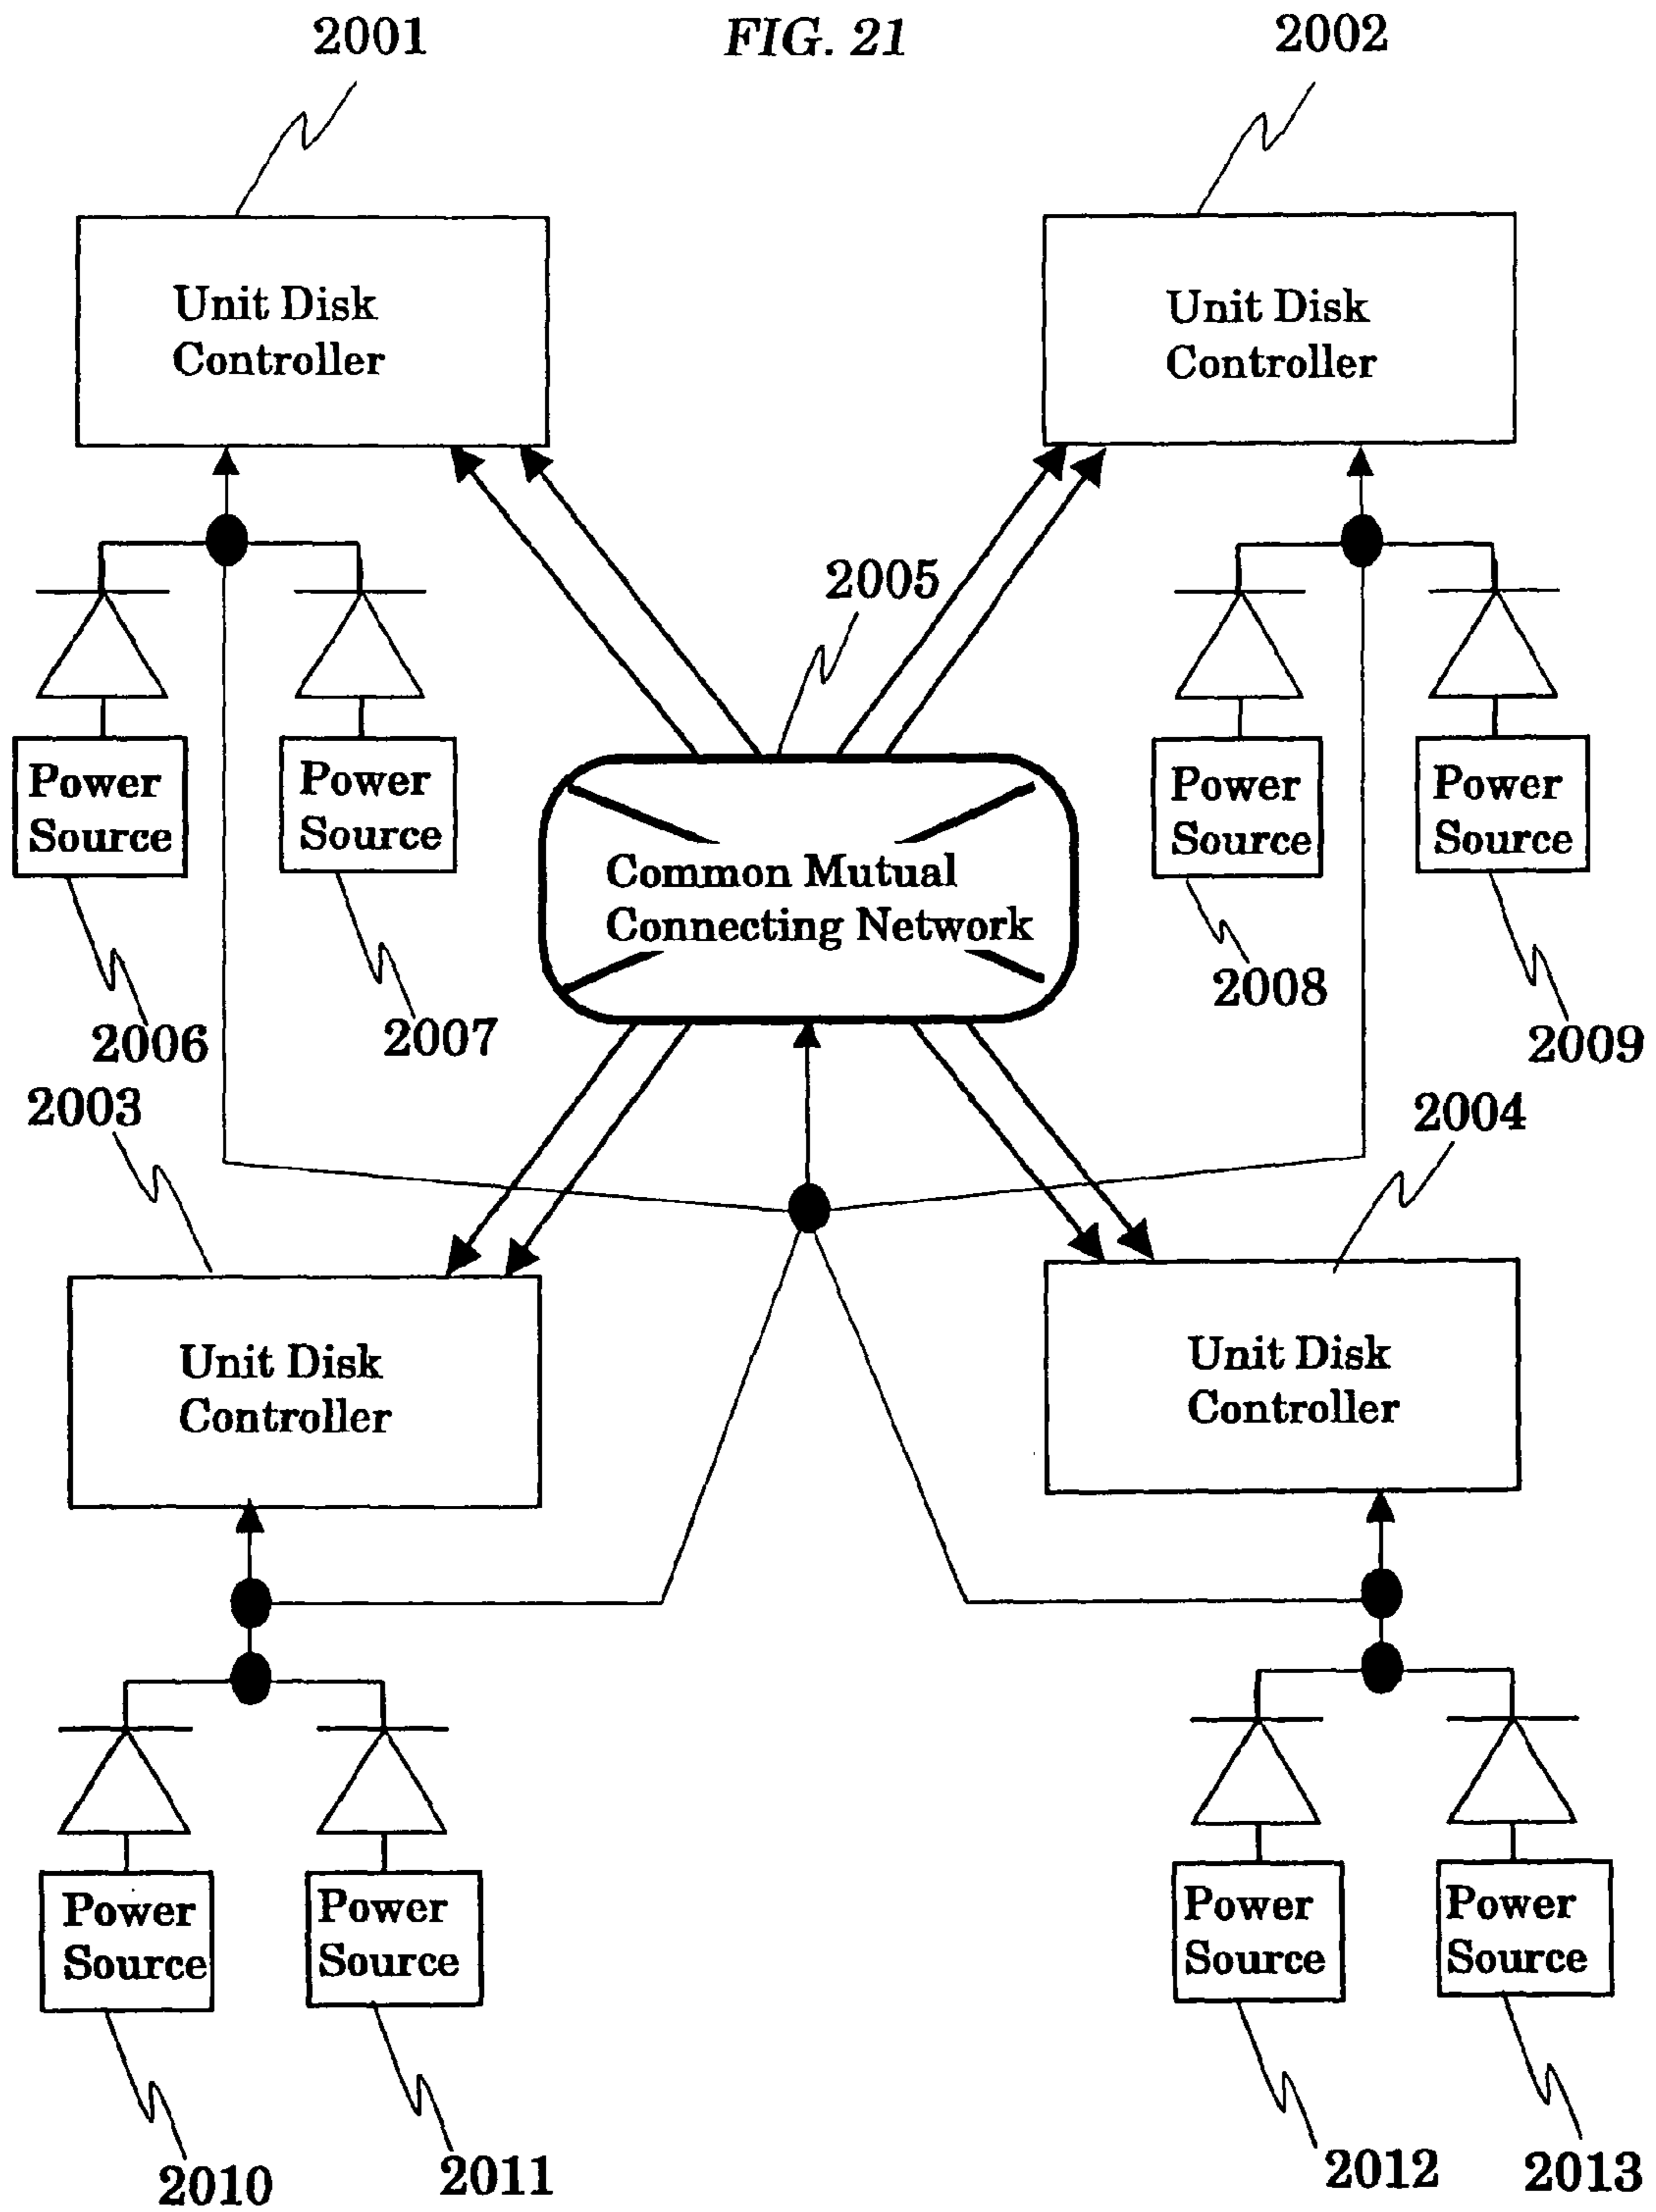 2001
FIG. 21
2002
Unit Disk
Controller
Unit Disk
Controller
2005
Power
Source
Power
Source
Power
Source
Power
Source
Common Mutual
Connecting Network
2006
2007
2008
2009
2003
2004
Unit Disk
Controller
Unit Disk
Controller
Power
Source
Power
Source
Power
Source
Power
Source
2010
2011
2012
2013